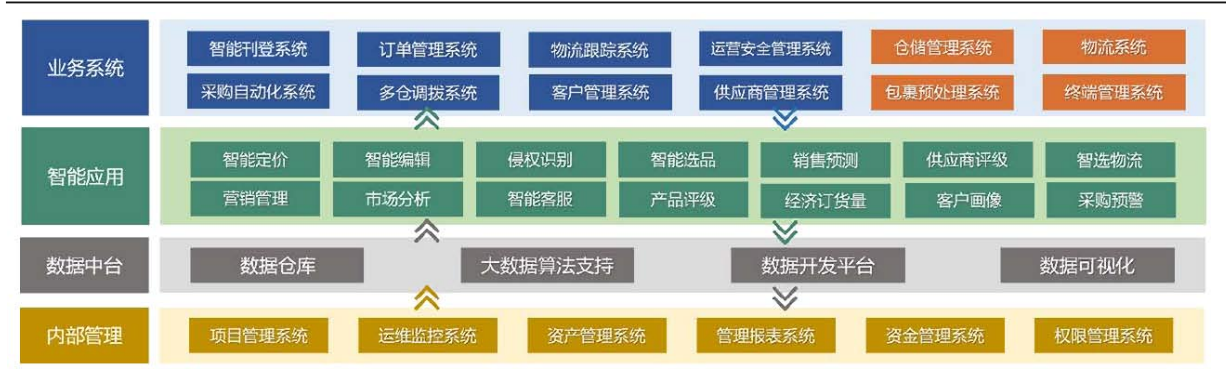 业务系统
智能刊登系统 订单管理系统 物流跟踪系统 运营安全管理系统 仓储管理系统 物流系统
采购自动化系统 多仓调拨系统 客户管理系统 供应商管理系统 包裹预处理系统 终端管理系统
智能应用
智能定价 智能编辑 侵权识别 智能选品 销售预测 供应商评级 智选物流
营销管理 市场分析 智能客服 产品评级 经济订货量 客户画像 采购预警
数据中台
数据仓库 大数据算法支持 数据开发平台 数据可视化
内部管理
项目管理系统 运维监控系统 资产管理系统 管理报表系统 资金管理系统 权限管理系统